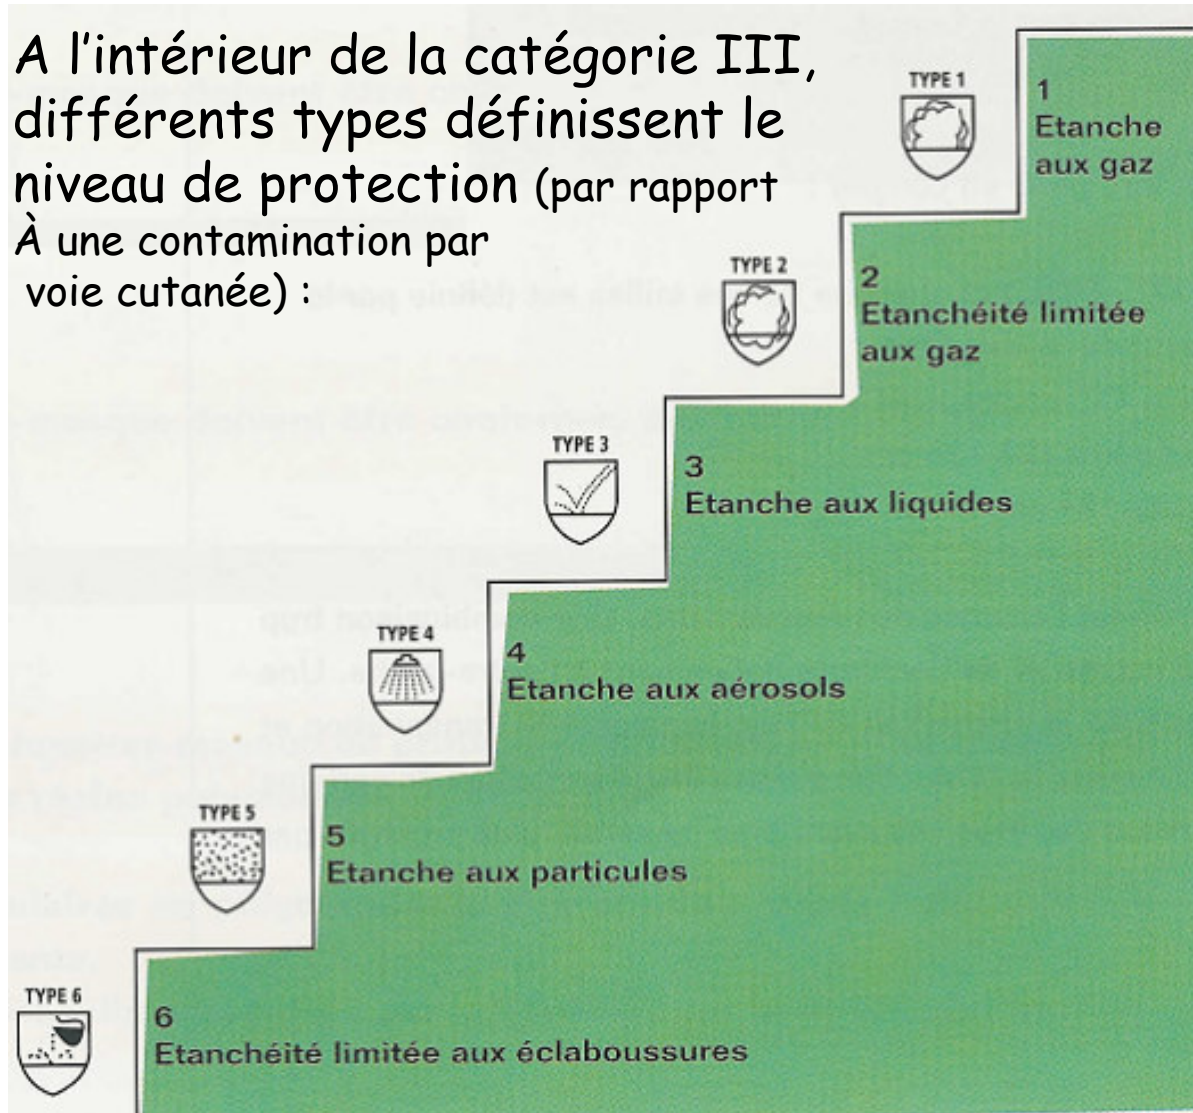 A l'intérieur de la catégorie III,
différents types définissent le
niveau de protection (par rapport
À une contamination par
voie cutanée) :
TYPE 1
1
Etanche
aux gaz
TYPE 2
2
Etanchéité limitée
aux gaz
TYPE 3
3
Etanche aux liquides
TYPE 4
4
Etanche aux aérosols
TYPE 5
5
Etanche aux particules
TYPE 6
6
Etanchéité limitée aux éclaboussures